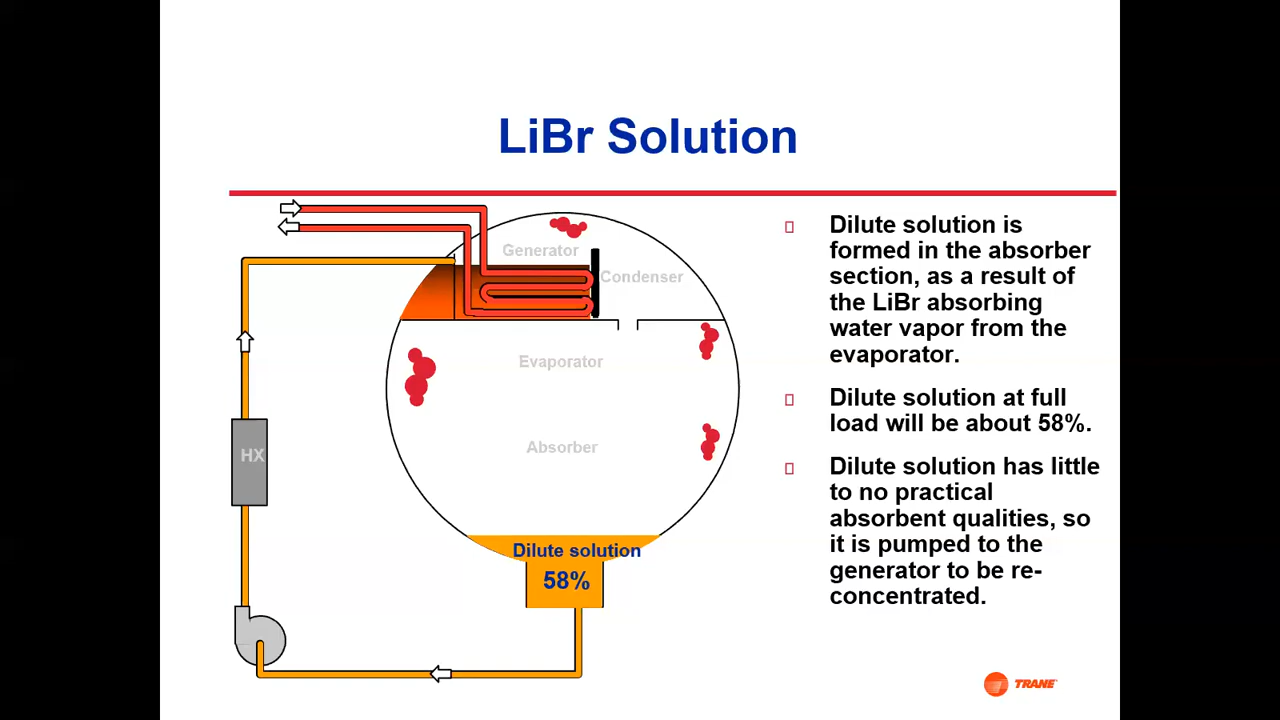 LiBr Solution
Generator
Condenser
Evaporator
Absorber
HX
Dilute solution
58%
Dilute solution is
formed in the absorber
section, as a result of
the LiBr absorbing
water vapor from the
evaporator.
Dilute solution at full
load will be about 58%.
Dilute solution has little
to no practical
absorbent qualities, so
it is pumped to the
generator to be re-
concentrated.
TRANE